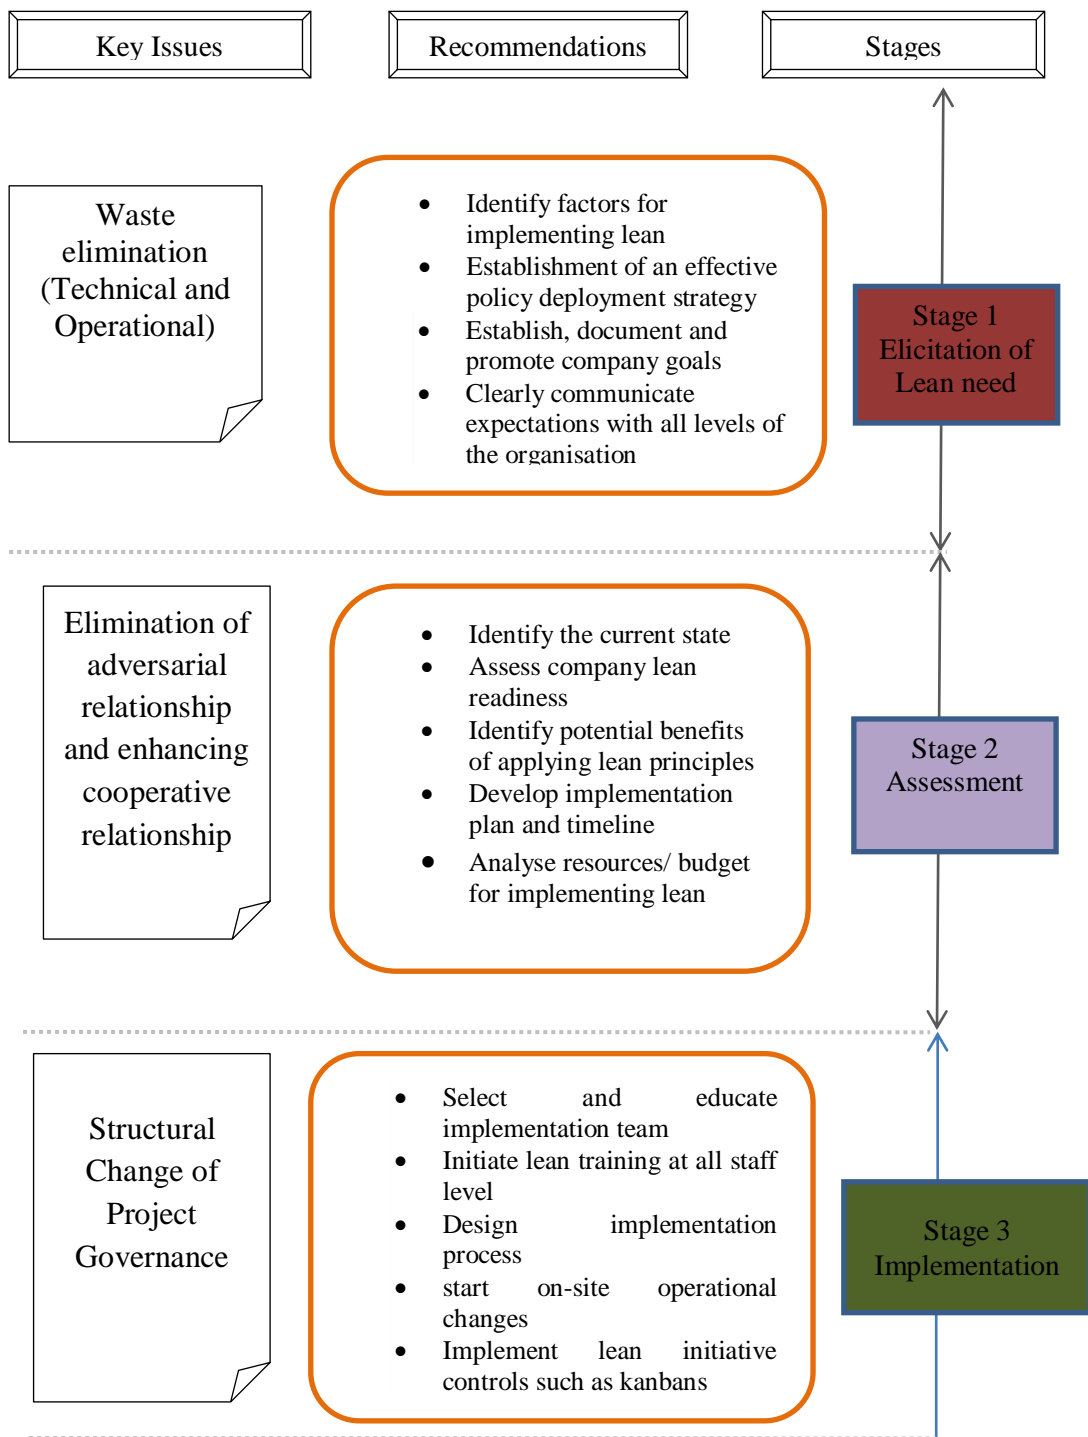 Key Issues
Recommendations
Stages
Waste
elimination
(Technical and
Operational)
• Identify factors for
implementing lean
• Establishment of an effective
policy deployment strategy
• Establish, document and
promote company goals
• Clearly communicate
expectations with all levels of
the organisation
Stage 1
Elicitation of
Lean need
Elimination of
adversarial
relationship
and enhancing
cooperative
relationship
• Identify the current state
• Assess company lean
readiness
• Identify potential benefits
of applying lean principles
• Develop implementation
plan and timeline
• Analyse resources/ budget
for implementing lean
Stage 2
Assessment
Structural
Change of
Project
Governance
• Select and educate
implementation team
• Initiate lean training at all staff
level
• Design implementation
process
• start on-site operational
changes
• Implement lean initiative
controls such as kanbans
Stage 3
Implementation